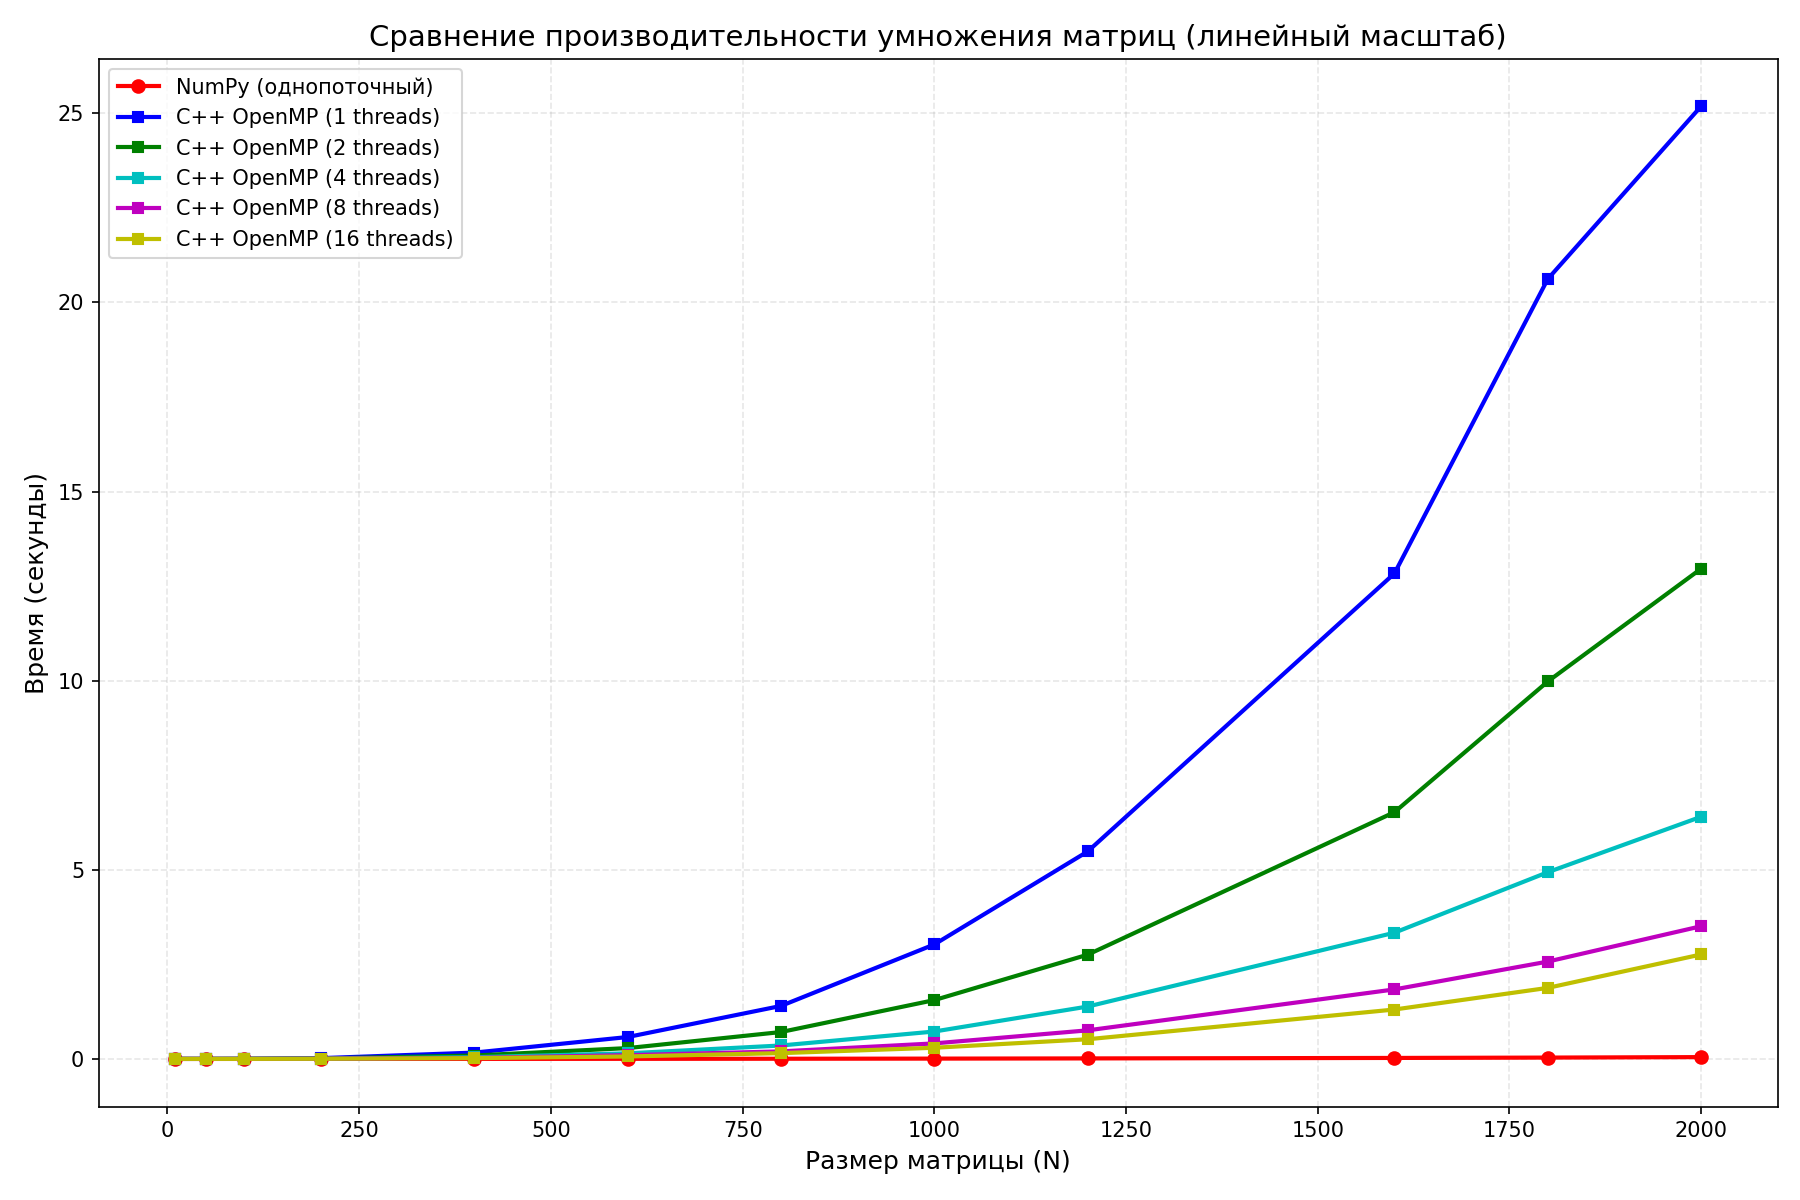 Сравнение производительности умножения матриц (линейный масштаб)
NumPy (однопоточный)
C++ OpenMP (1 threads)
C++ OpenMP (2 threads)
C++ OpenMP (4 threads)
C++ OpenMP (8 threads)
C++ OpenMP (16 threads)
25
20
15
10
5
0
Время (секунды)
0 250 500 750 1000 1250 1500 1750 2000
Размер матрицы (N)